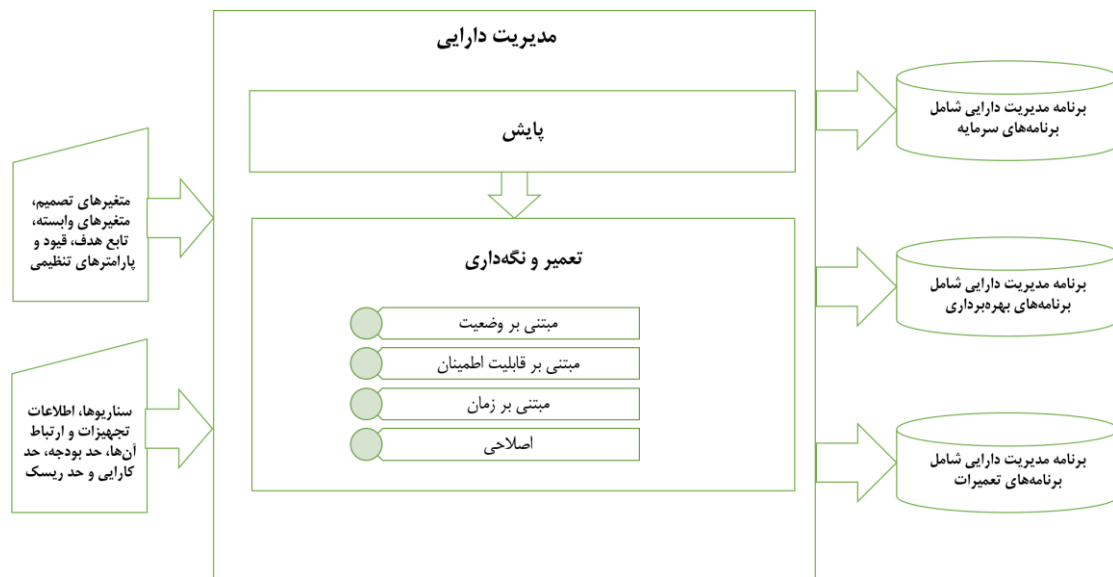 مدیریت دارایی
پایش
تعمیر و نگه‌داری
مبتنی بر وضعیت
مبتنی بر قابلیت اطمینان
مبتنی بر زمان
اصلاحی
متغیرهای تصمیم،
متغیرهای وابسته،
تابع هدف، قیود و
پارامترهای تنظیمی
سناریوها، اطلاعات
تجهیزات و ارتباط
آن‌ها، حد بودجه، حد
کارایی و حد ریسک
برنامه مدیریت دارایی شامل
برنامه‌های سرمایه
برنامه مدیریت دارایی شامل
برنامه‌های بهره‌برداری
برنامه مدیریت دارایی شامل
برنامه‌های تعمیرات